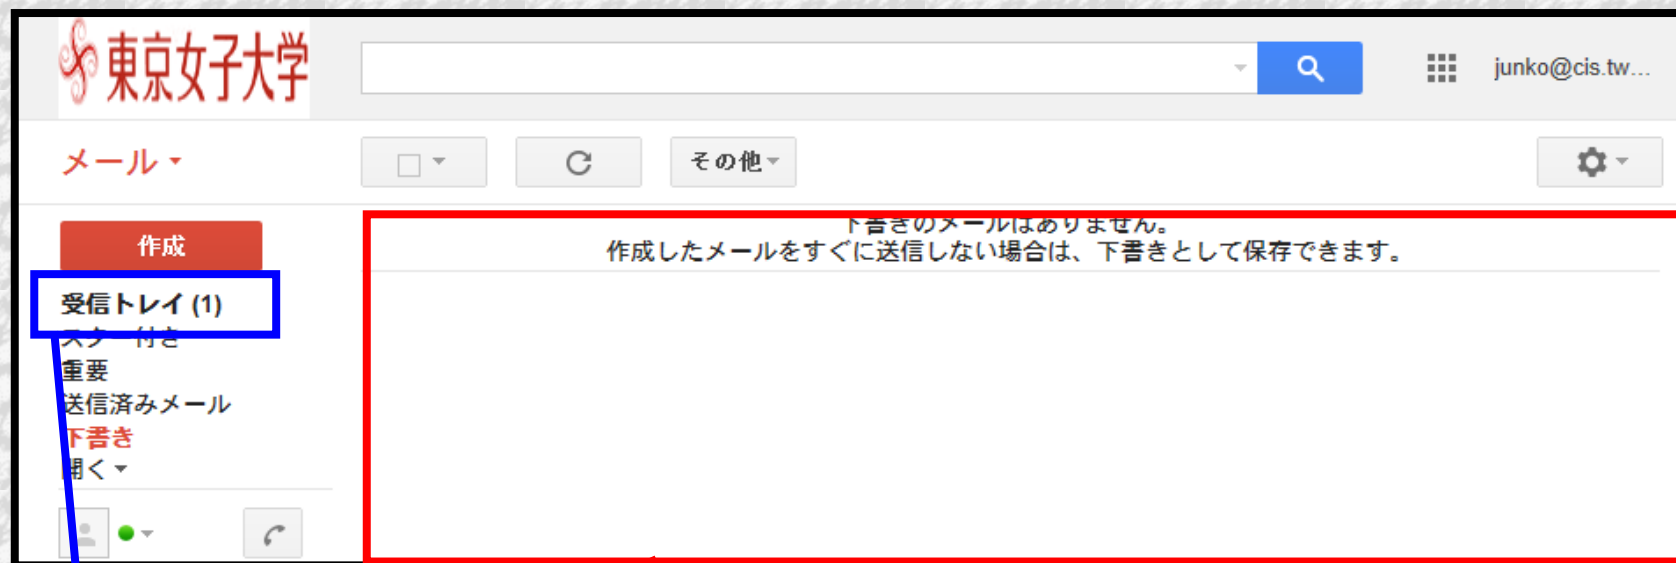 東京女子大学
junko@cis.tw...
メール
その他
作成
下書きのメールはありません。
作成したメールをすぐに送信しない場合は、下書きとして保存できます。
受信トレイ (1)
スター付き
重要
送信済みメール
下書き
開く